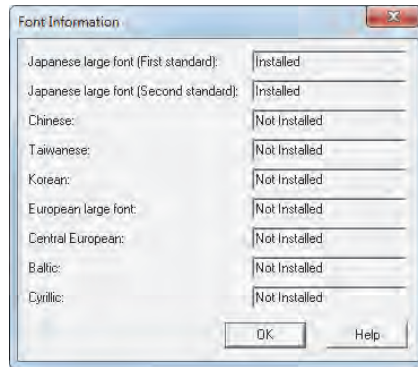 Font Information
Japanese large font (First standard): Installed
Japanese large font (Second standard): Installed
Chinese: Not Installed
Taiwanese: Not Installed
Korean: Not Installed
European large font: Not Installed
Central European: Not Installed
Baltic: Not Installed
Cyrillic: Not Installed
OK Help